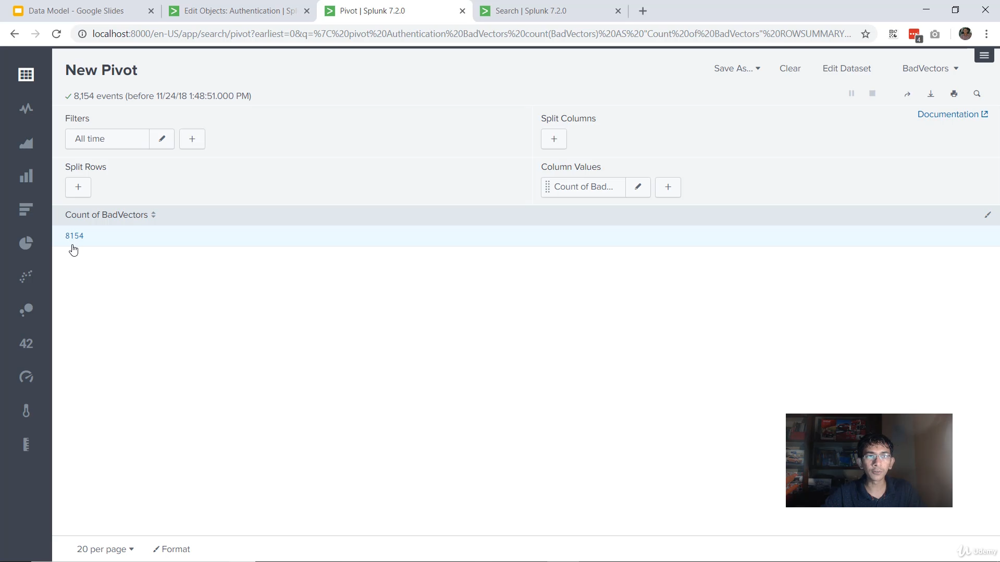 Data Model - Google Slides
Edit Objects: Authentication | Spl
Pivot | Splunk 7.2.0
Search | Splunk 7.2.0
localhost:8000/en-US/app/search/pivot?earliest=0&q=%7C%20pivot%20Authentication%20BadVectors%20count(BadVectors)%20AS%20"Count%20of%20BadVectors"%20ROWSUMMARY...
4
New Pivot
Save As...
Clear
Edit Dataset
BadVectors
8,154 events (before 11/24/18 1:48:51.000 PM)
Documentation
Filters
Split Columns
All time
Split Rows
Column Values
Count of Bad...
Count of BadVectors
8154
42
20 per page
Format
Udemy